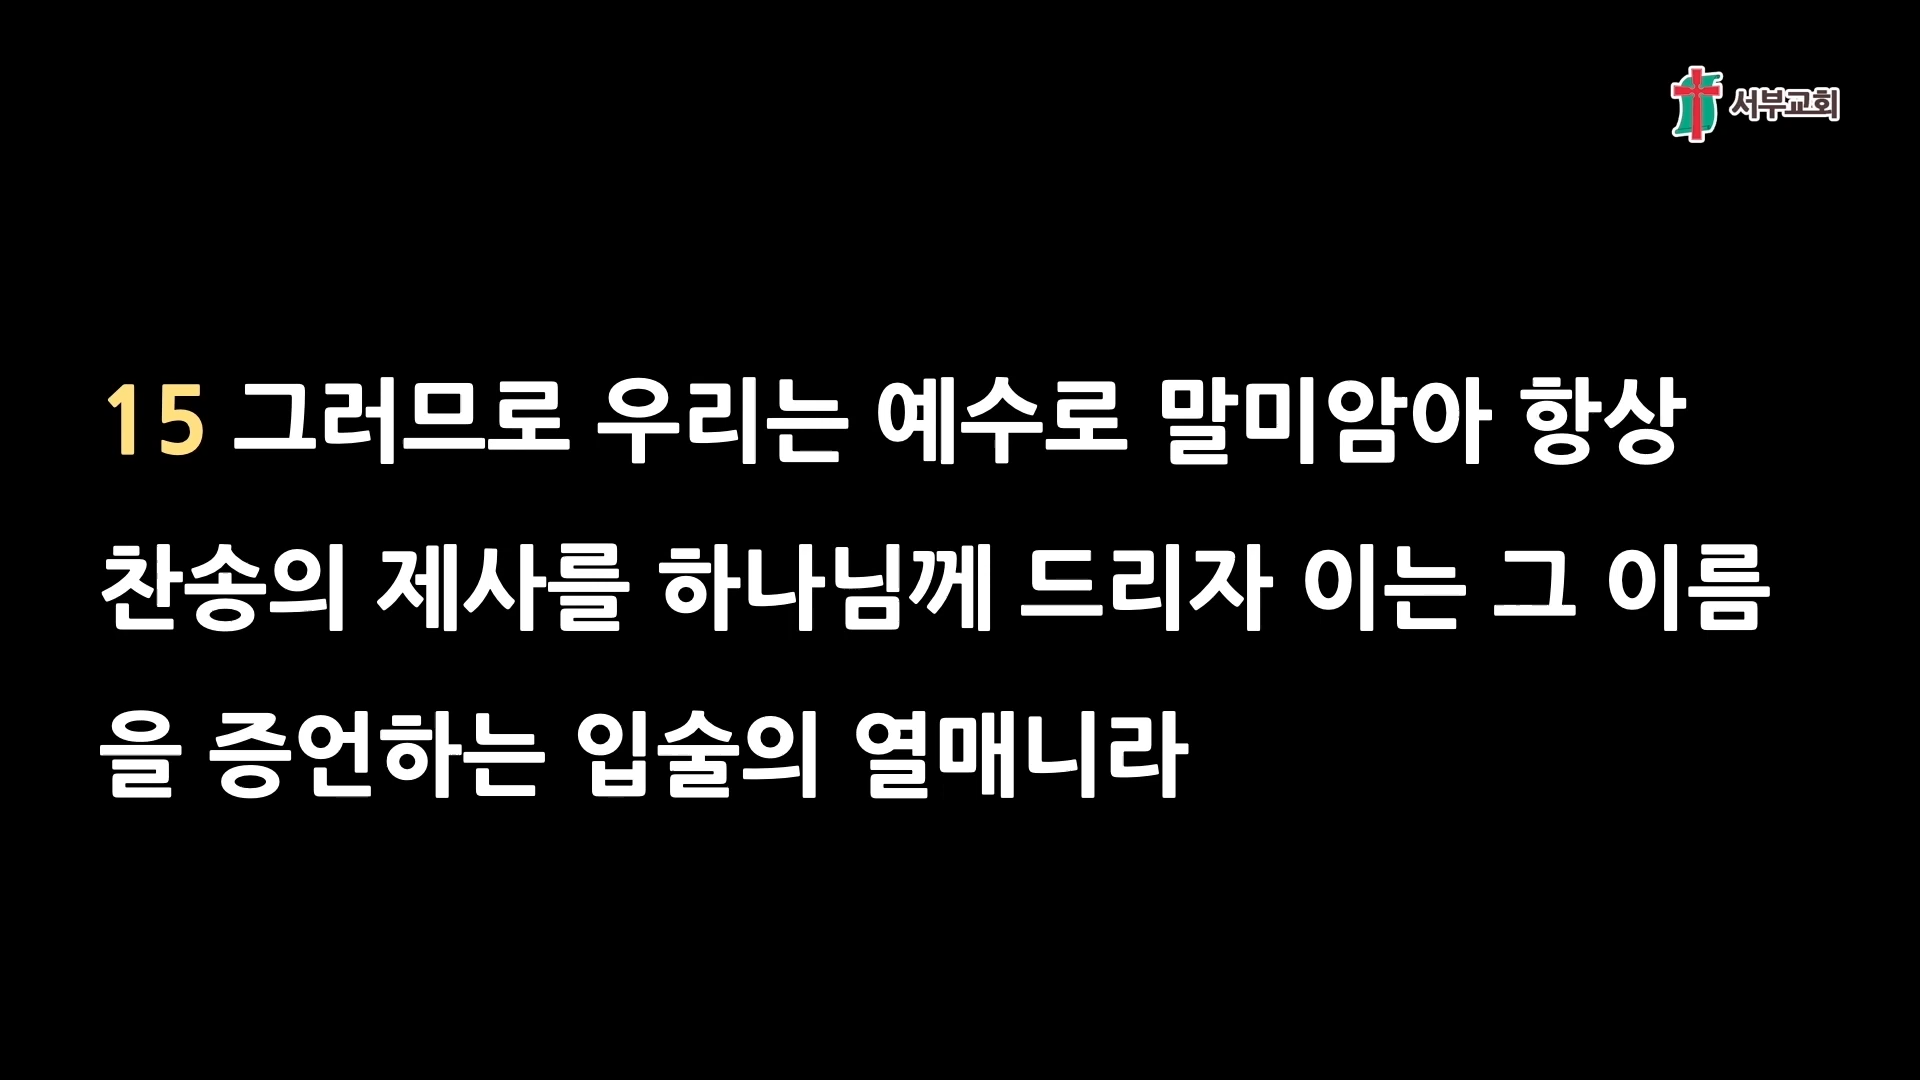 서부교회
15 그러므로 우리는 예수로 말미암아 항상
찬송의 제사를 하나님께 드리자 이는 그 이름
을 증언하는 입술의 열매니라